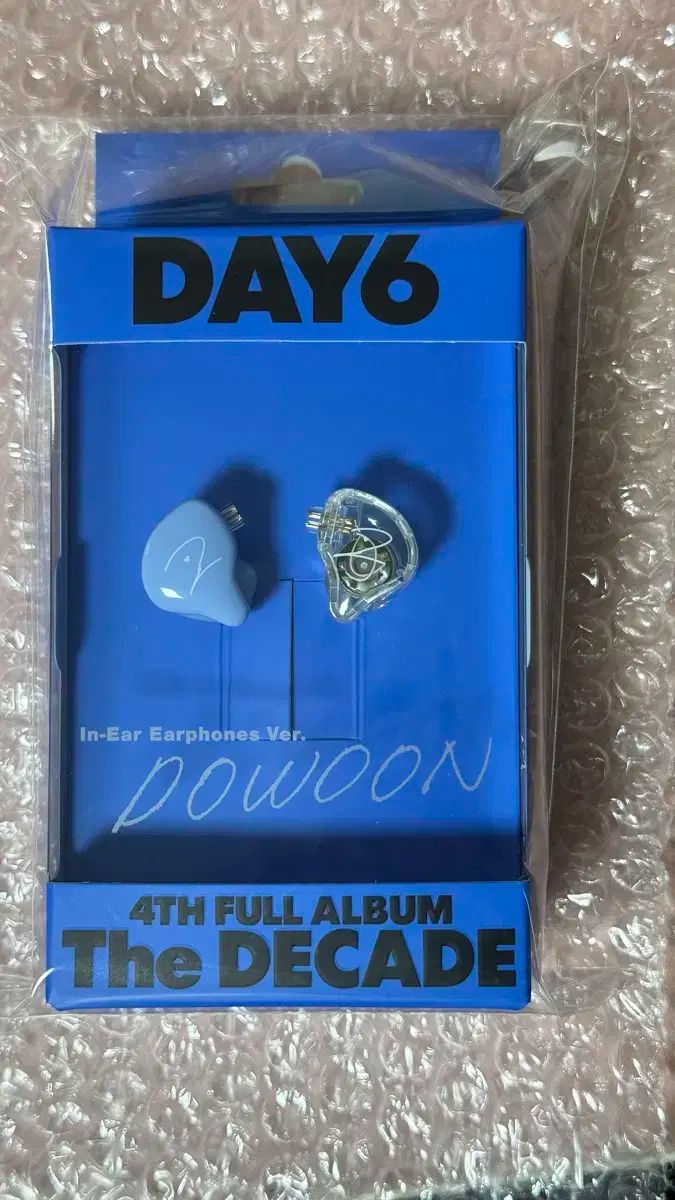 DAY6
In-Ear Earphones Ver.
DOWOON
4TH FULL ALBUM
The DECADE